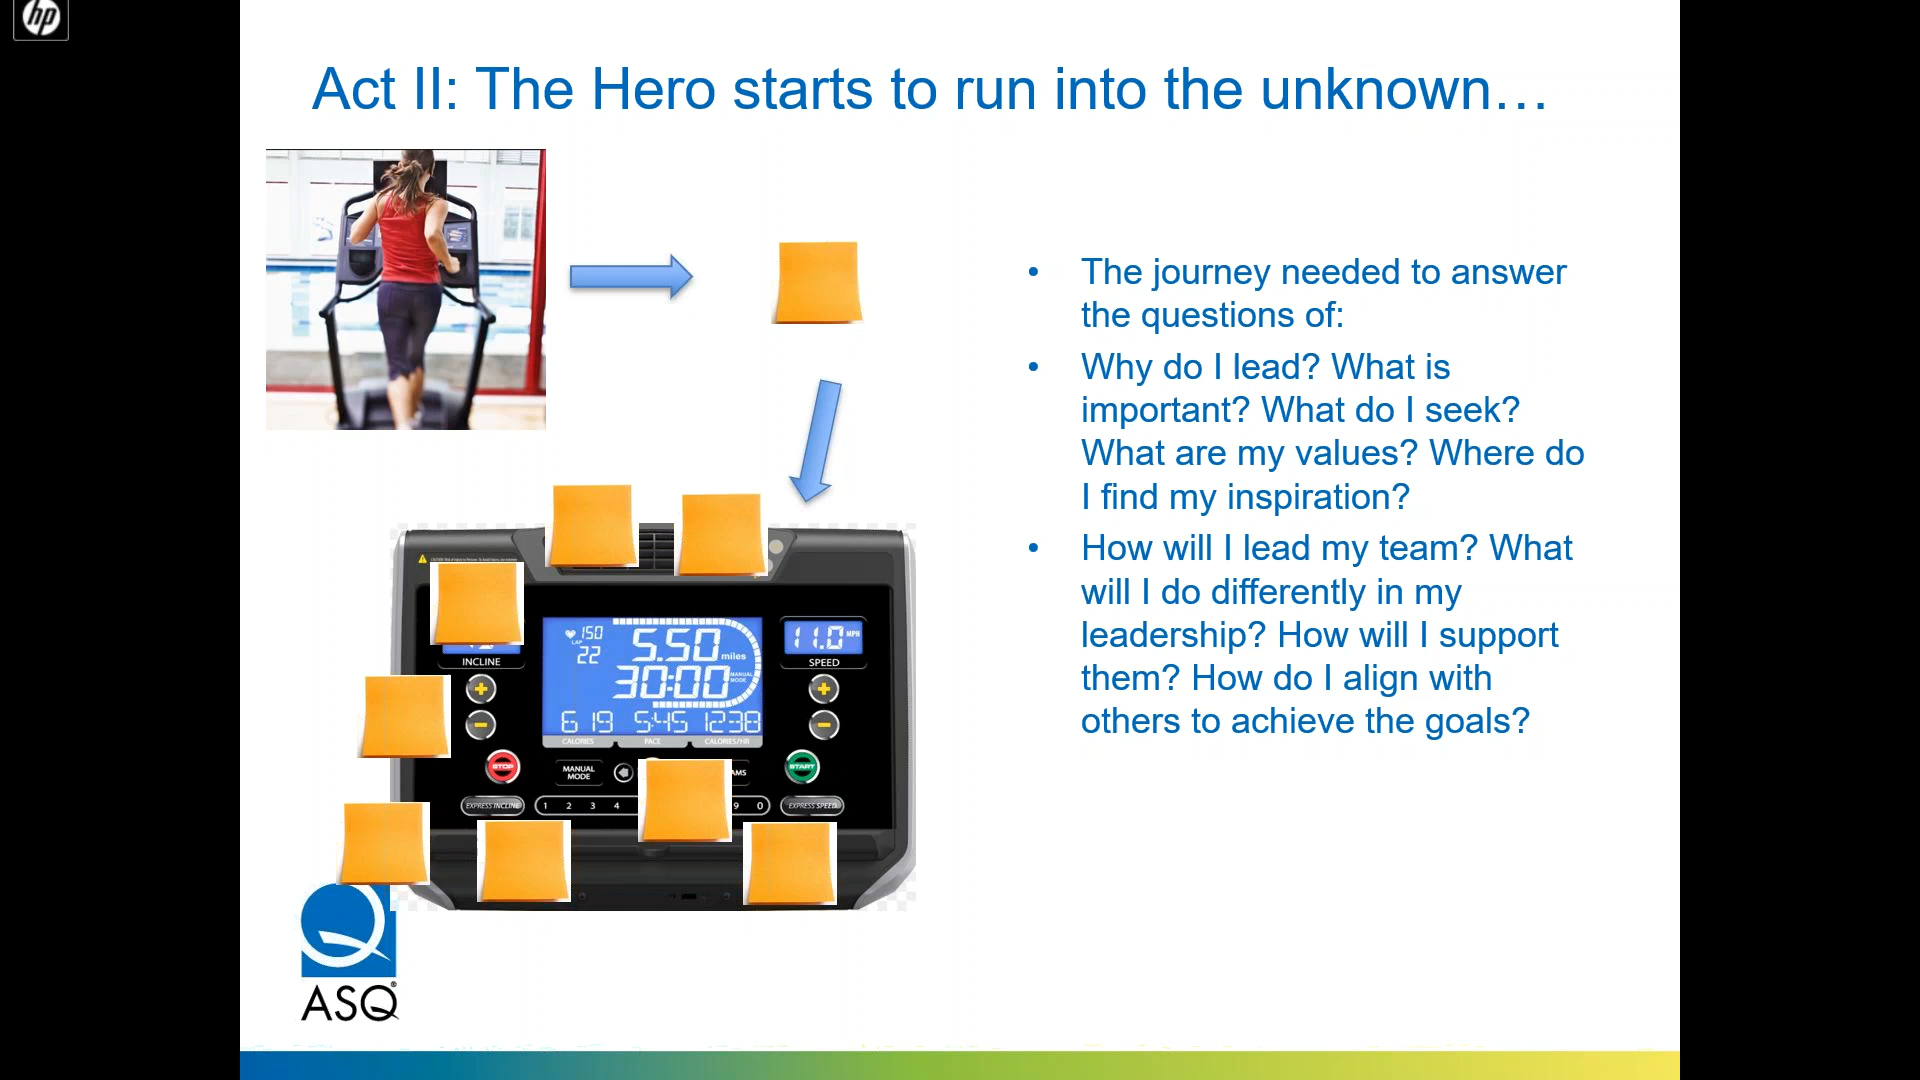 hp
Act II: The Hero starts to run into the unknown…
• The journey needed to answer
the questions of:
• Why do I lead? What is
important? What do I seek?
What are my values? Where do
I find my inspiration?
• How will I lead my team? What
will I do differently in my
leadership? How will I support
them? How do I align with
others to achieve the goals?
150
LAP
22
5.50 miles
30:00 MANUAL
MODE
619 5:45 1238
CALORIES PACE CALORIES/HR
INCLINE
11.0 MPH
SPEED
STOP
MANUAL
MODE
START
EXPRESS INCLINE
1 2 3 4
9 0
EXPRESS SPEED
ASQ®